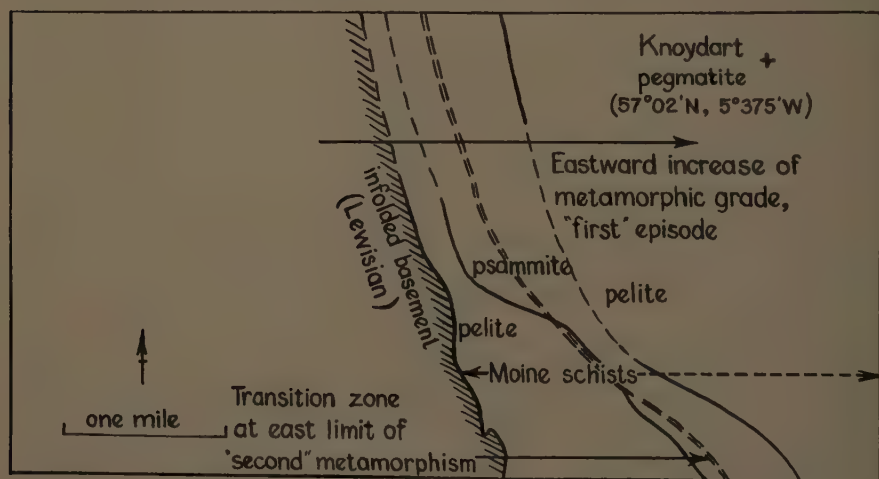 Knoydart
pegmatite +
(57°02'N, 5°375'W)
Eastward increase of
metamorphic grade,
"first" episode
infolded basement
(Lewisian)
psammite
pelite
pelite
Moine schists
one mile
Transition zone
at east limit of
"second" metamorphism